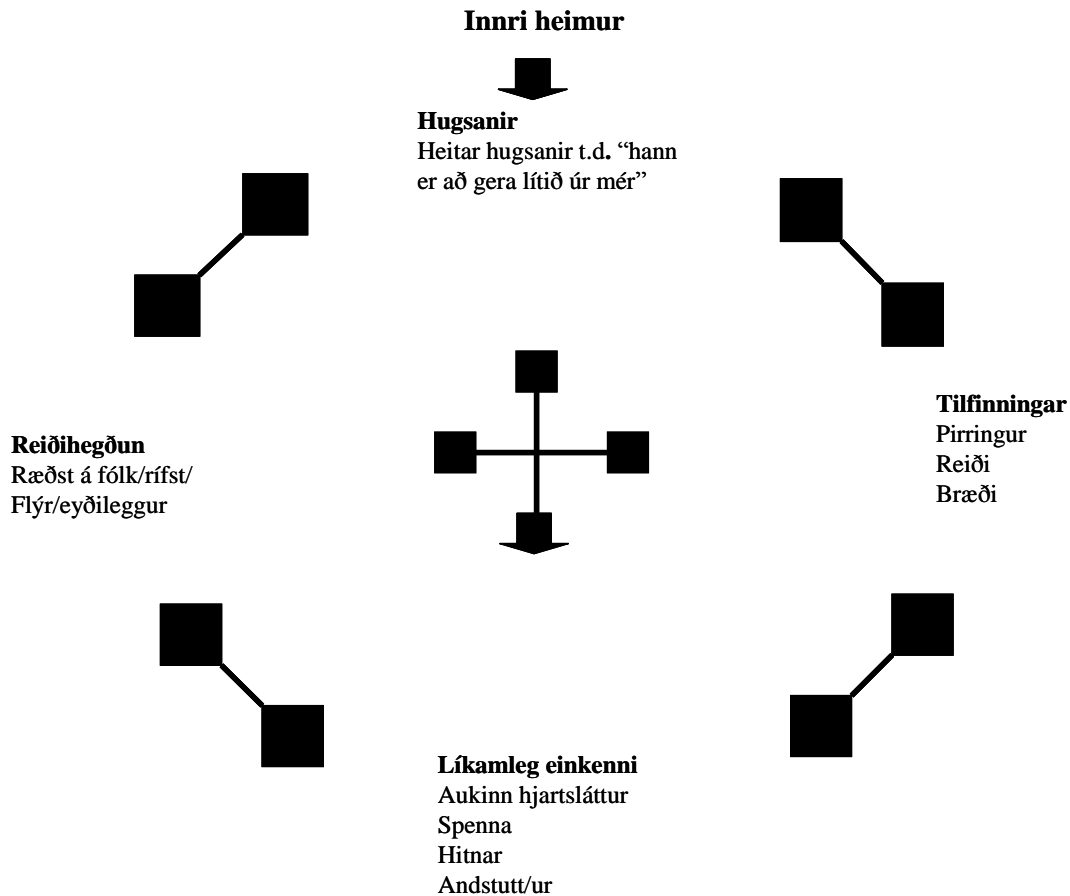 Innri heimur
Hugsanir
Heitar hugsanir t.d. “hann
er að gera lítið úr mér”
Tilfinningar
Pirringur
Reiði
Bræði
Reiðihegðun
Ræðst á fólk/rífst/
Flýr/eyðileggur
Líkamleg einkenni
Aukinn hjartsláttur
Spenna
Hitnar
Andstutt/ur